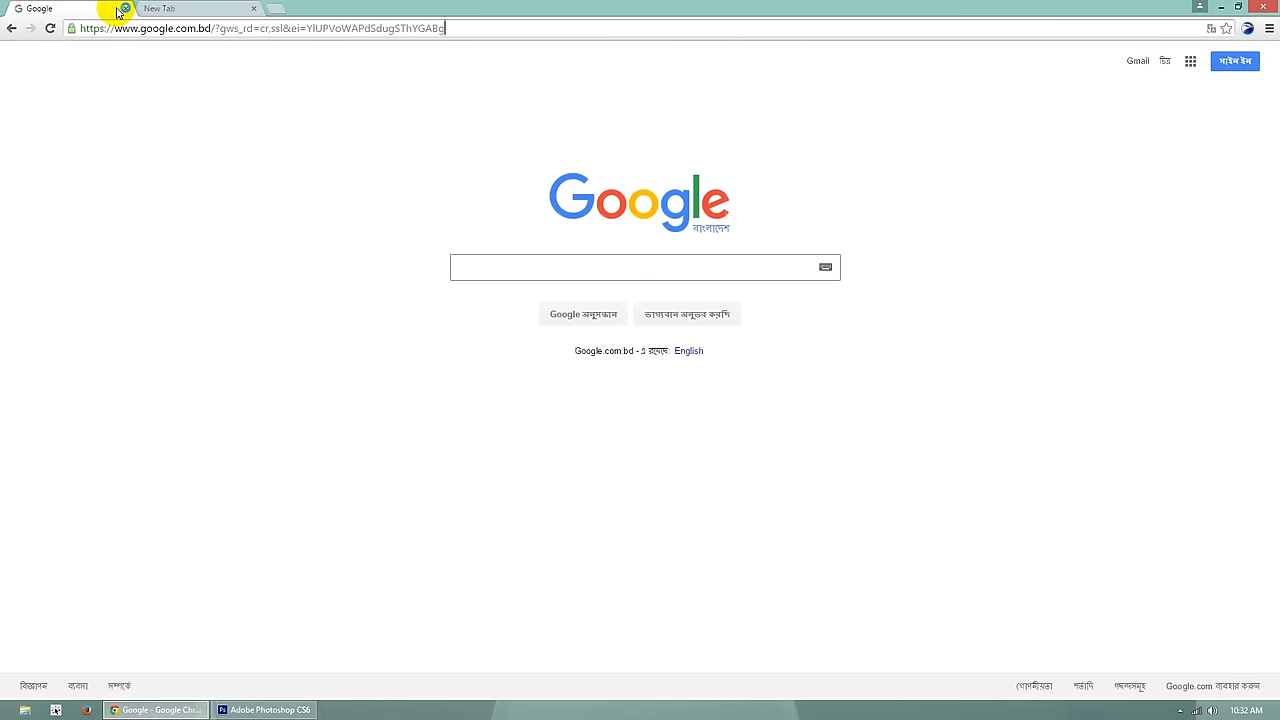 Google
New Tab
https://www.google.com.bd/?gws_rd=cr,ssl&ei=YlUPVoWAPdSdugSThYGABg
Gmail চিত্র সাইন ইন
Google
বাংলাদেশ
Google অনুসন্ধান ভাগ্যবান অনুভব করছি
Google.com.bd - এ রয়েছে: English
বিজ্ঞাপন ব্যবসা সম্পর্কে গোপনীয়তা শর্তাদি পছন্দসমূহ Google.com ব্যবহার করুন
Google - Google Chr... Adobe Photoshop CS6 10:32 AM